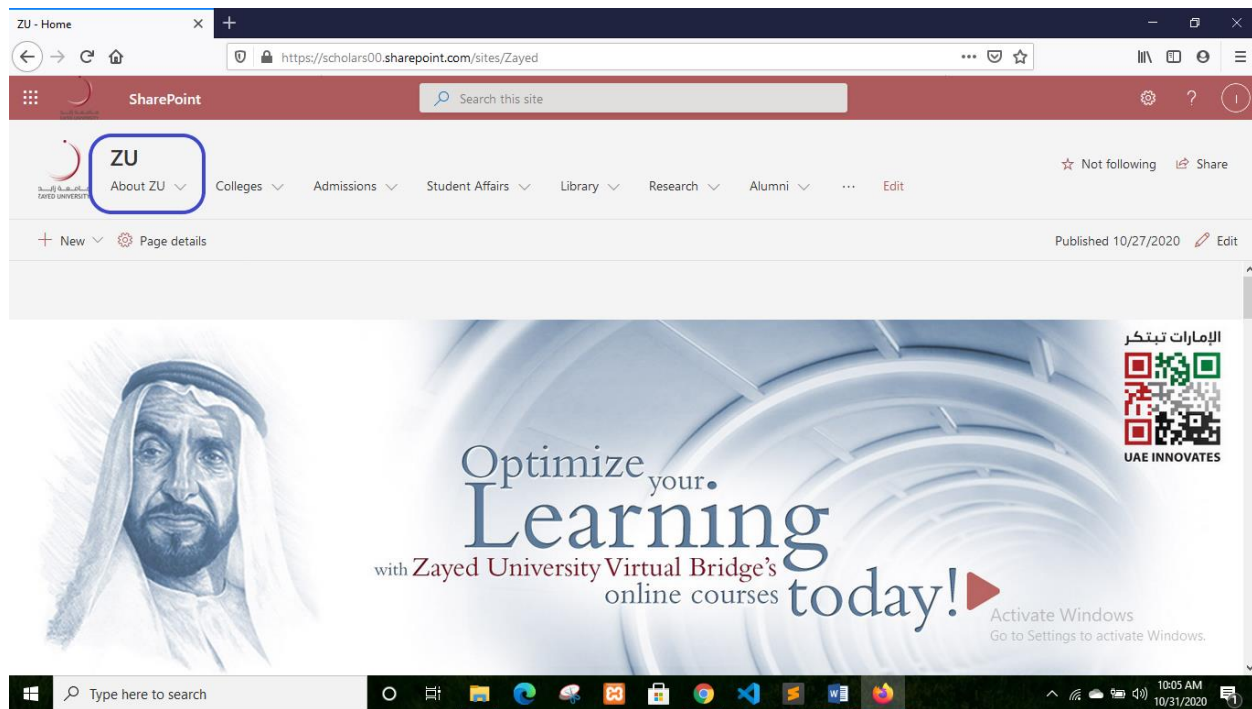 ZU - Home
https://scholars00.sharepoint.com/sites/Zayed
SharePoint
Search this site
ZU
ZAYED UNIVERSITY
About ZU
Colleges
Admissions
Student Affairs
Library
Research
Alumni
Edit
Not following
Share
New
Page details
Published 10/27/2020
Edit
الإمارات تبتكر
UAE INNOVATES
Optimize
your
Learning
with Zayed University Virtual Bridge's
online courses
today!
Activate Windows
Go to Settings to activate Windows.
Type here to search
10:05 AM
10/31/2020